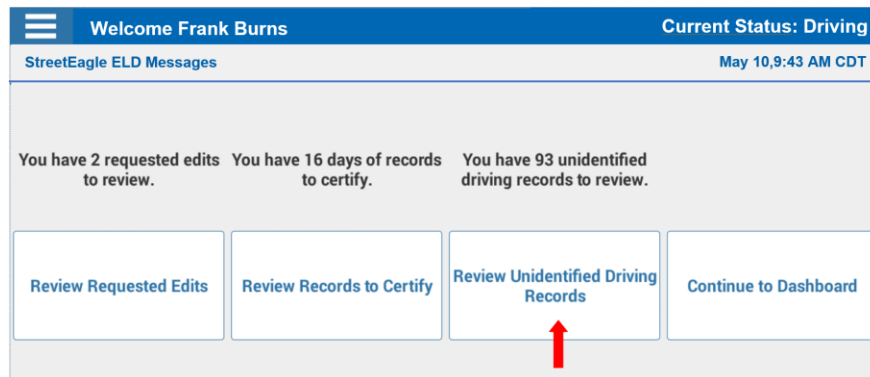 Welcome Frank Burns
Current Status: Driving
StreetEagle ELD Messages
May 10,9:43 AM CDT
You have 2 requested edits
to review.
You have 16 days of records
to certify.
You have 93 unidentified
driving records to review.
Review Requested Edits
Review Records to Certify
Review Unidentified Driving
Records
Continue to Dashboard